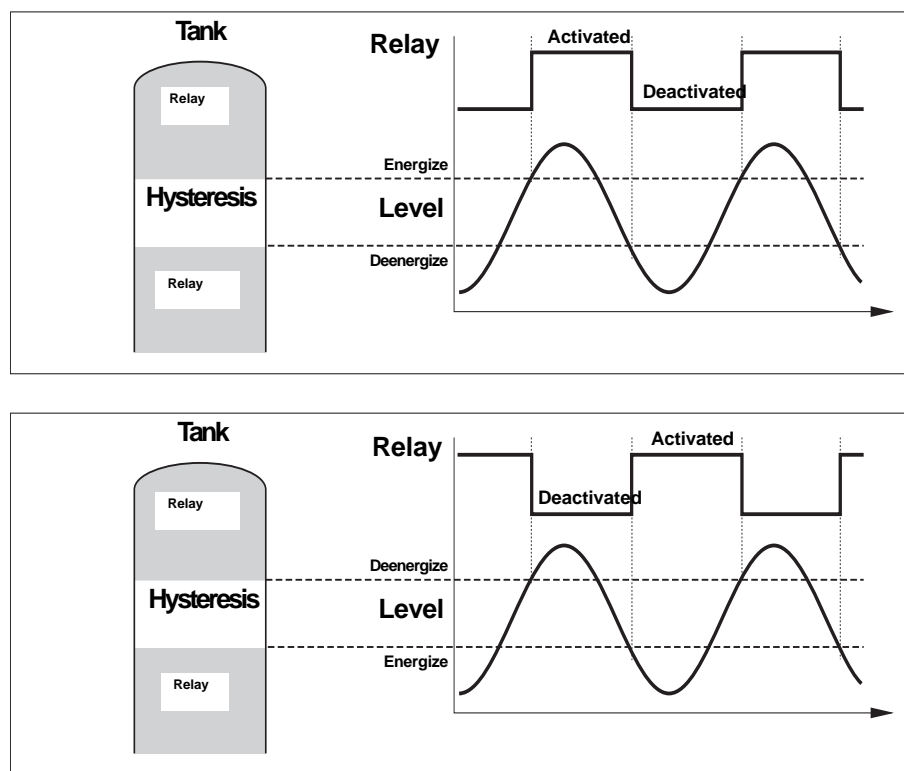 Tank
Relay
Activated
Relay
Deactivated
Energize
Hysteresis
Level
Deenergize
Relay
Tank
Relay
Activated
Relay
Deactivated
Deenergize
Hysteresis
Level
Energize
Relay